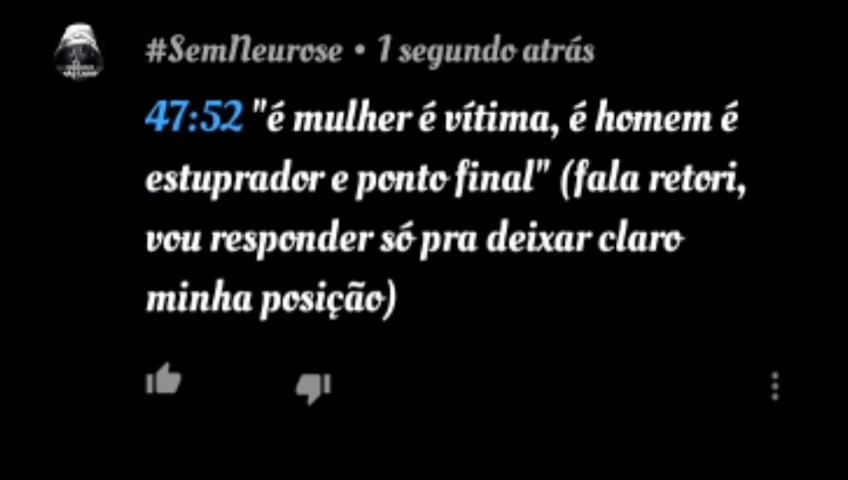 #SemNeurose • 1 segundo atrás
47:52 "é mulher é vítima, é homem é
estuprador e ponto final" (fala retori,
vou responder só pra deixar claro
minha posição)